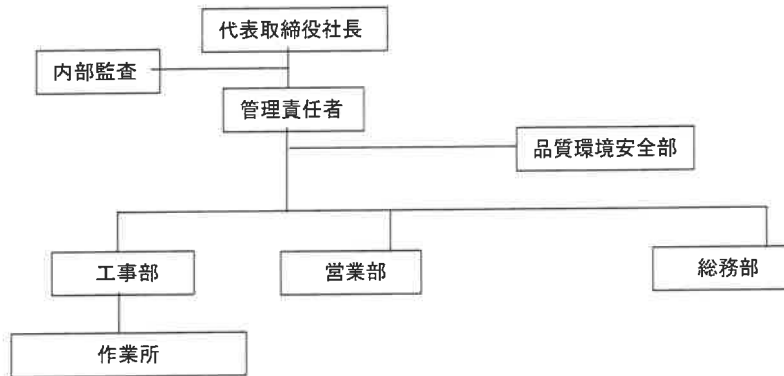 代表取締役社長
内部監査
管理責任者
品質環境安全部
工事部
営業部
総務部
作業所